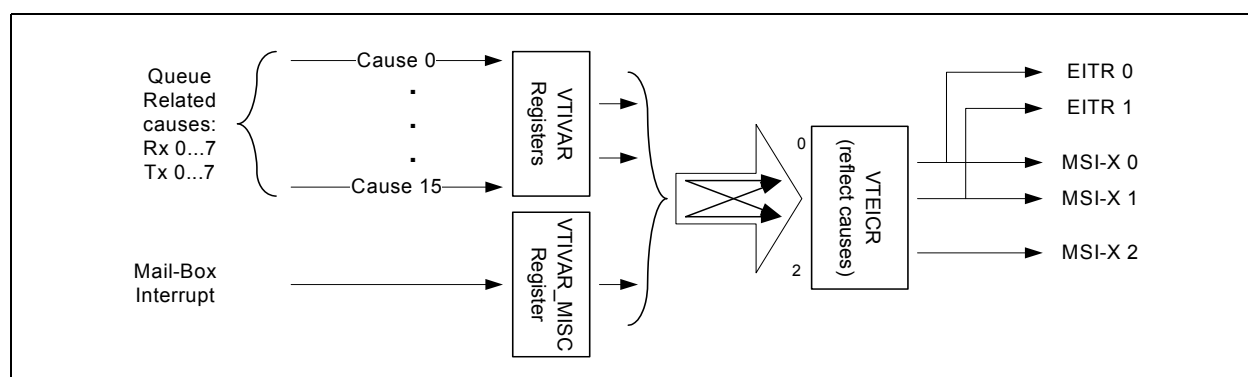 Queue
Related
causes:
Rx 0...7
Tx 0...7
Cause 0
.
.
.
Cause 15
Mail-Box
Interrupt
VTIVAR
Registers
VTIVAR_MISC
Register
0
2
VTEICR
(reflect causes)
EITR 0
EITR 1
MSI-X 0
MSI-X 1
MSI-X 2